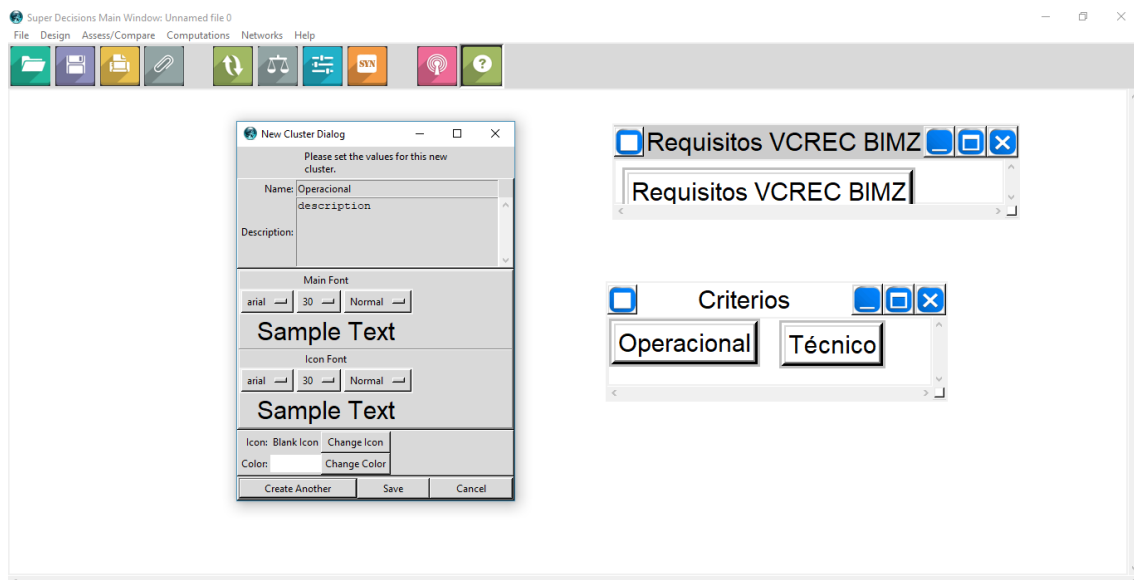 Super Decisions Main Window: Unnamed file 0
File Design Assess/Compare Computations Networks Help
SYN
?
New Cluster Dialog
Please set the values for this new
cluster.
Name: Operacional
description
Description:
Main Font
arial 30 Normal
Sample Text
Icon Font
arial 30 Normal
Sample Text
Icon: Blank Icon Change Icon
Color: Change Color
Create Another Save Cancel
Requisitos VCREC BIMZ
Requisitos VCREC BIMZ
Criterios
Operacional Técnico